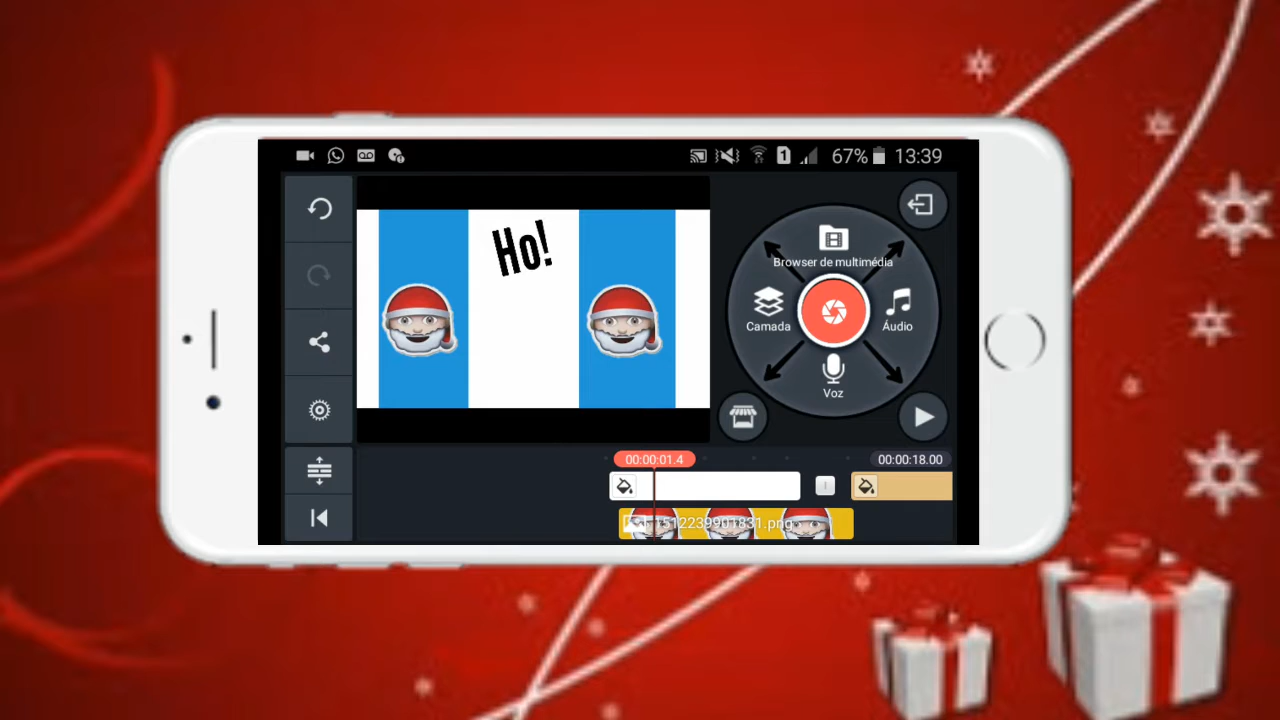 1 67% 13:39
Ho!
Browser de multimédia
Camada
Áudio
Voz
00:00:01.4
00:00:18.00
1512239901831.png